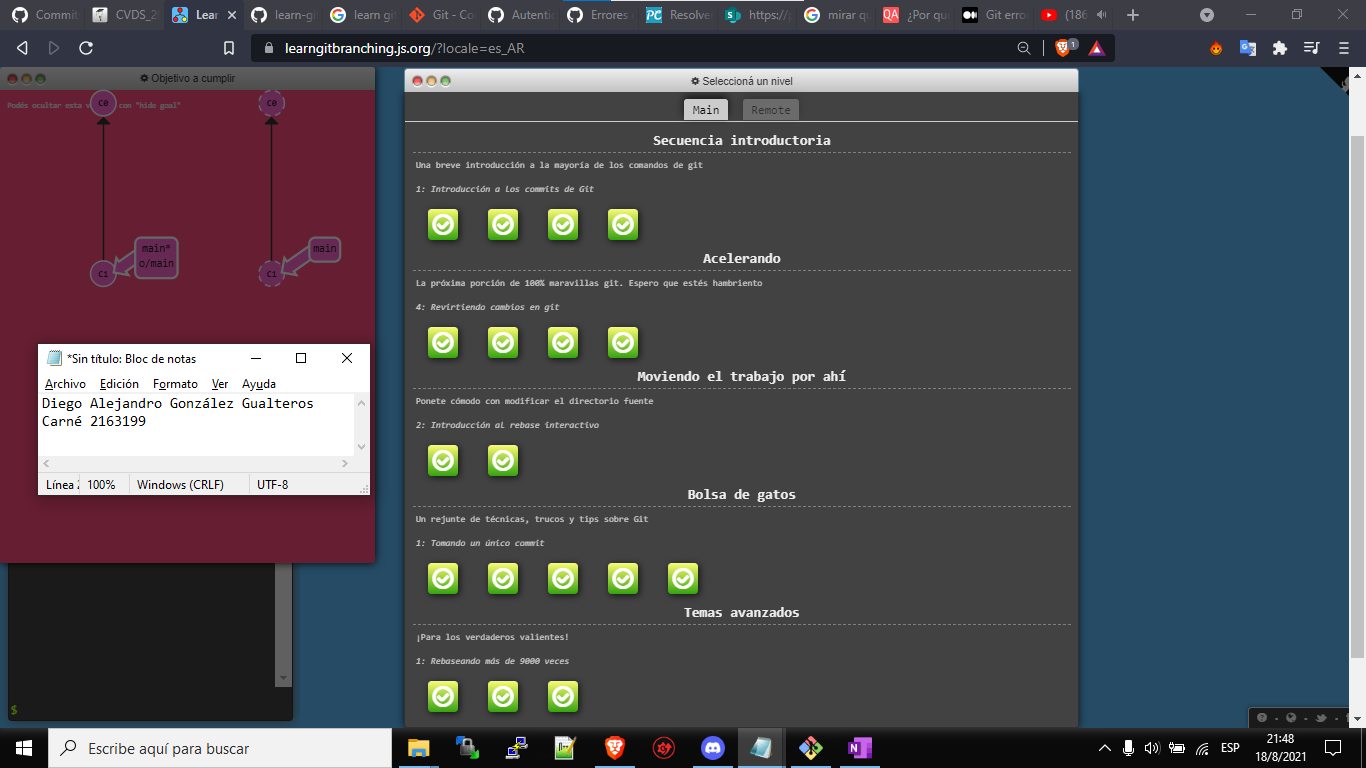 Commits
CVDS_20
Lear
learn-gi
learn git
Git - Co
Autenti
Errores
Resolve
https://p
mirar qu
¿Por qu
Git erro
(186
learngitbranching.js.org/?locale=es_AR
Objetivo a cumplir
Podés ocultar esta v con "hide goal"
C0
C0
main*
o/main
main
C1
C1
Seleccioná un nivel
Main
Remote
Secuencia introductoria
Una breve introducción a la mayoría de los comandos de git
1: Introducción a los commits de Git
Acelerando
La próxima porción de 100% maravillas git. Espero que estés hambriento
4: Revirtiendo cambios en git
Moviendo el trabajo por ahí
Ponete cómodo con modificar el directorio fuente
2: Introducción al rebase interactivo
Bolsa de gatos
Un rejunte de técnicas, trucos y tips sobre Git
1: Tomando un único commit
Temas avanzados
¡Para los verdaderos valientes!
1: Rebaseando más de 9000 veces
*Sin título: Bloc de notas
Archivo Edición Formato Ver Ayuda
Diego Alejandro González Gualteros
Carné 2163199
Línea 2 100% Windows (CRLF) UTF-8
$
Escribe aquí para buscar
ESP
21:48
18/8/2021